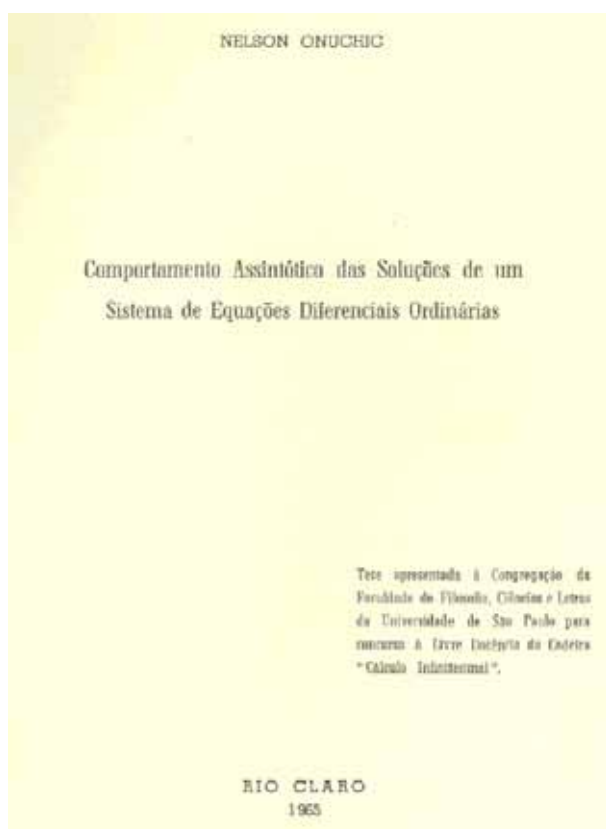 NELSON ONUCHIC
Comportamento Assintótico das Soluções de um
Sistema de Equações Diferenciais Ordinárias
Tese apresentada à Congregação da
Faculdade de Filosofia, Ciências e Letras
da Universidade de São Paulo para
concurso à Livre Docência da Cadeira
"Cálculo Infinitesimal".
RIO CLARO
1965